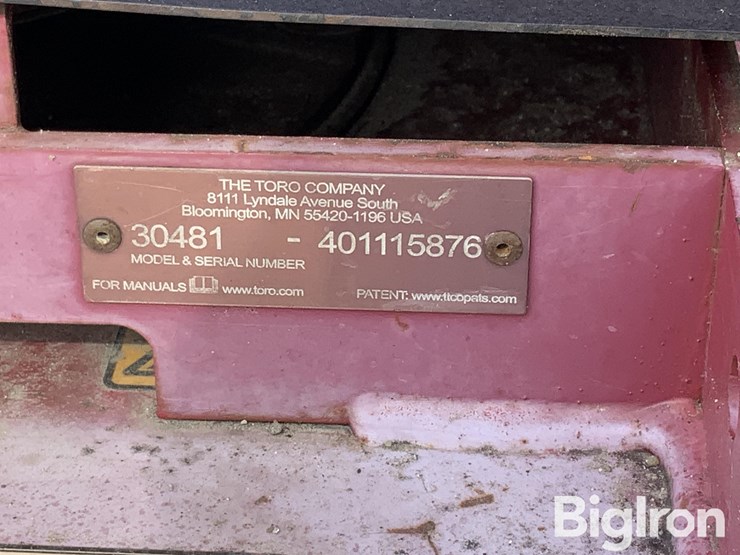 THE TORO COMPANY
8111 Lyndale Avenue South
Bloomington, MN 55420-1196 USA
30481 - 401115876
MODEL & SERIAL NUMBER
FOR MANUALS www.toro.com PATENT: www.ttcopats.com
BigIron